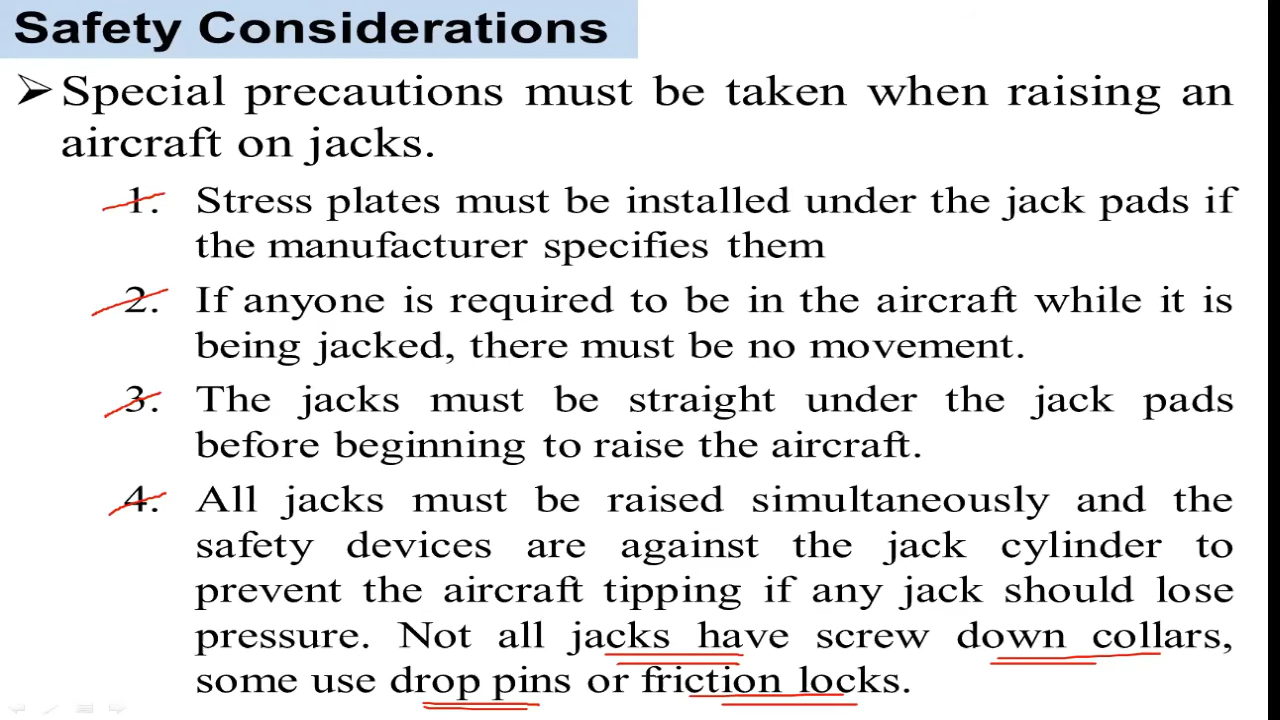 Safety Considerations
➢ Special precautions must be taken when raising an
aircraft on jacks.
1. Stress plates must be installed under the jack pads if
the manufacturer specifies them
2. If anyone is required to be in the aircraft while it is
being jacked, there must be no movement.
3. The jacks must be straight under the jack pads
before beginning to raise the aircraft.
4. All jacks must be raised simultaneously and the
safety devices are against the jack cylinder to
prevent the aircraft tipping if any jack should lose
pressure. Not all jacks have screw down collars,
some use drop pins or friction locks.